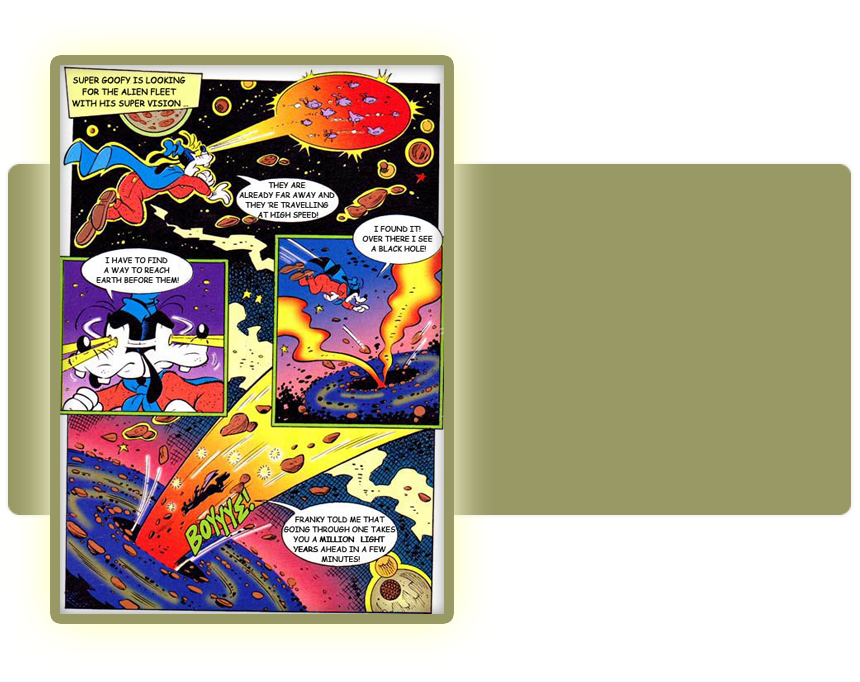 SUPER GOOFY IS LOOKING
FOR THE ALIEN FLEET
WITH HIS SUPER VISION ...
THEY ARE
ALREADY FAR AWAY AND
THEY 'RE TRAVELLING
AT HIGH SPEED!
I HAVE TO FIND
A WAY TO REACH
EARTH BEFORE THEM!
I FOUND IT!
OVER THERE I SEE
A BLACK HOLE!
BOYYYΣ!
FRANKY TOLD ME THAT
GOING THROUGH ONE TAKES
YOU A MILLION LIGHT
YEARS AHEAD IN A FEW
MINUTES!